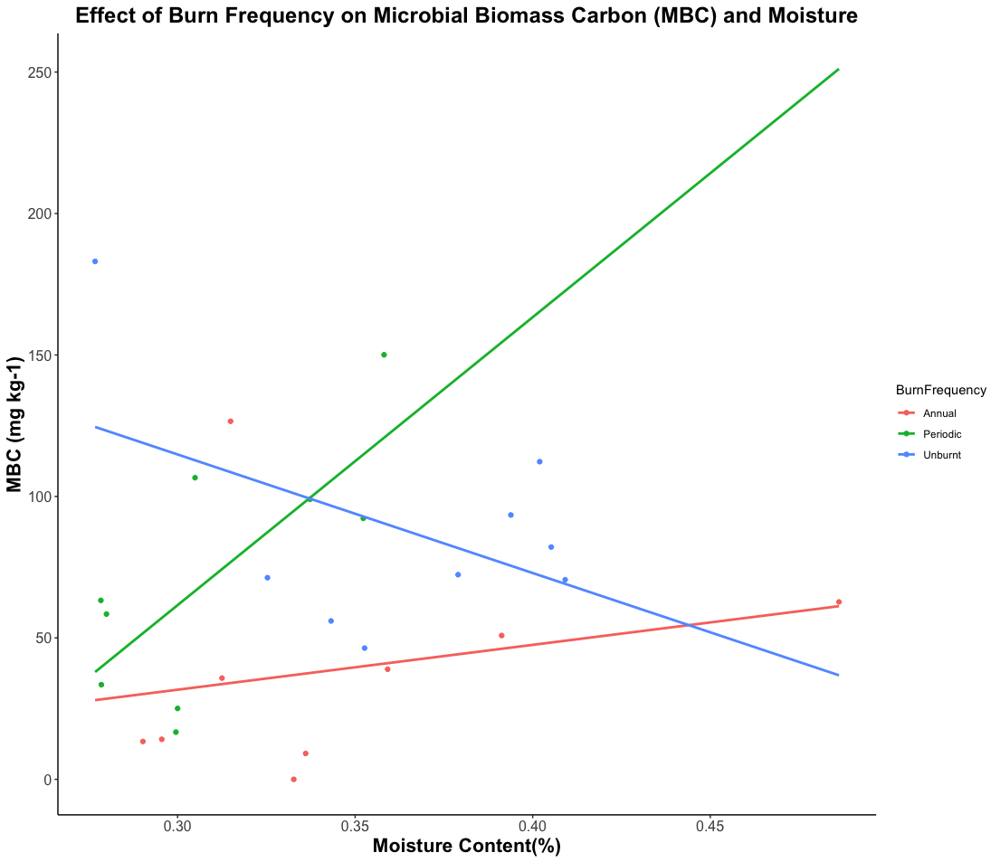 Effect of Burn Frequency on Microbial Biomass Carbon (MBC) and Moisture
250
200
150
100
50
0
MBC (mg kg-1)
0.30 0.35 0.40 0.45
Moisture Content(%)
BurnFrequency
Annual
Periodic
Unburnt